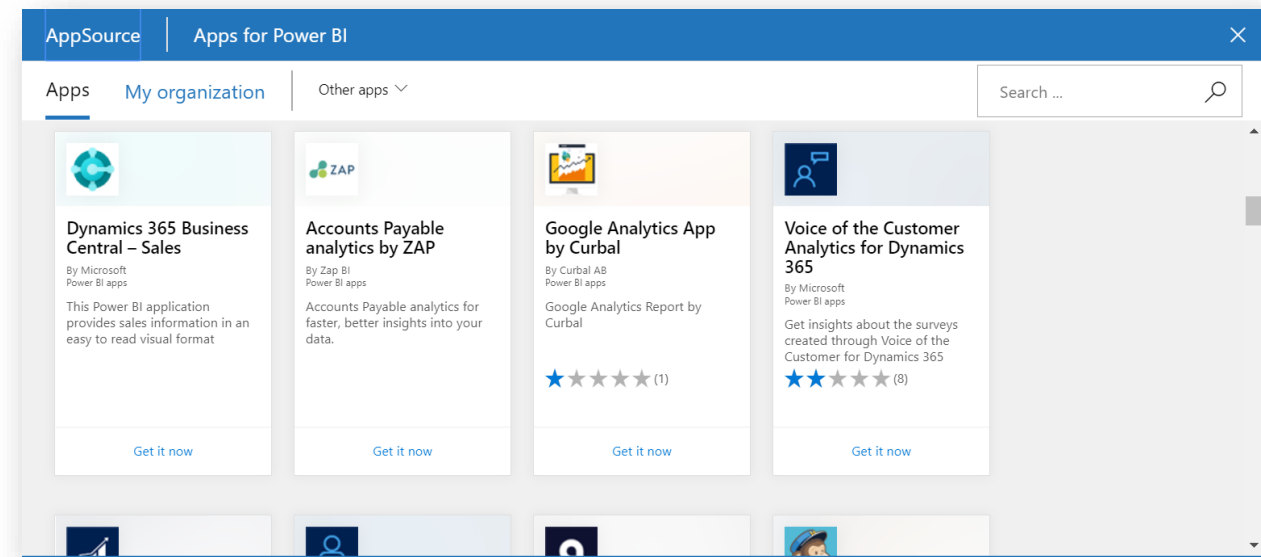 AppSource
Apps for Power BI
Apps
My organization
Other apps
Search ...
ZAP
Dynamics 365 Business
Central – Sales
By Microsoft
Power BI apps
This Power BI application
provides sales information in an
easy to read visual format
Get it now
Accounts Payable
analytics by ZAP
By Zap BI
Power BI apps
Accounts Payable analytics for
faster, better insights into your
data.
Get it now
Google Analytics App
by Curbal
By Curbal AB
Power BI apps
Google Analytics Report by
Curbal
(1)
Get it now
Voice of the Customer
Analytics for Dynamics
365
By Microsoft
Power BI apps
Get insights about the surveys
created through Voice of the
Customer for Dynamics 365
(8)
Get it now